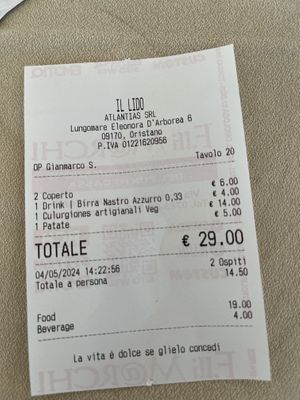 IL LIDO
ATLANTIAS SRL
Lungomare Eleonora D'Arborea 6
09170, Oristano
P.IVA 01221620956
OP Gianmarco S. Tavolo 20
2 Coperto € 6.00
1 Drink | Birra Nastro Azzurro 0,33 € 4.00
1 Culurgiones artigianali Veg € 14.00
1 Patate € 5.00
TOTALE € 29.00
04/05/2024 14:22:56 2 Ospiti
Totale a persona 14.50
Food 19.00
Beverage 4.00
La vita è dolce se glielo concedi